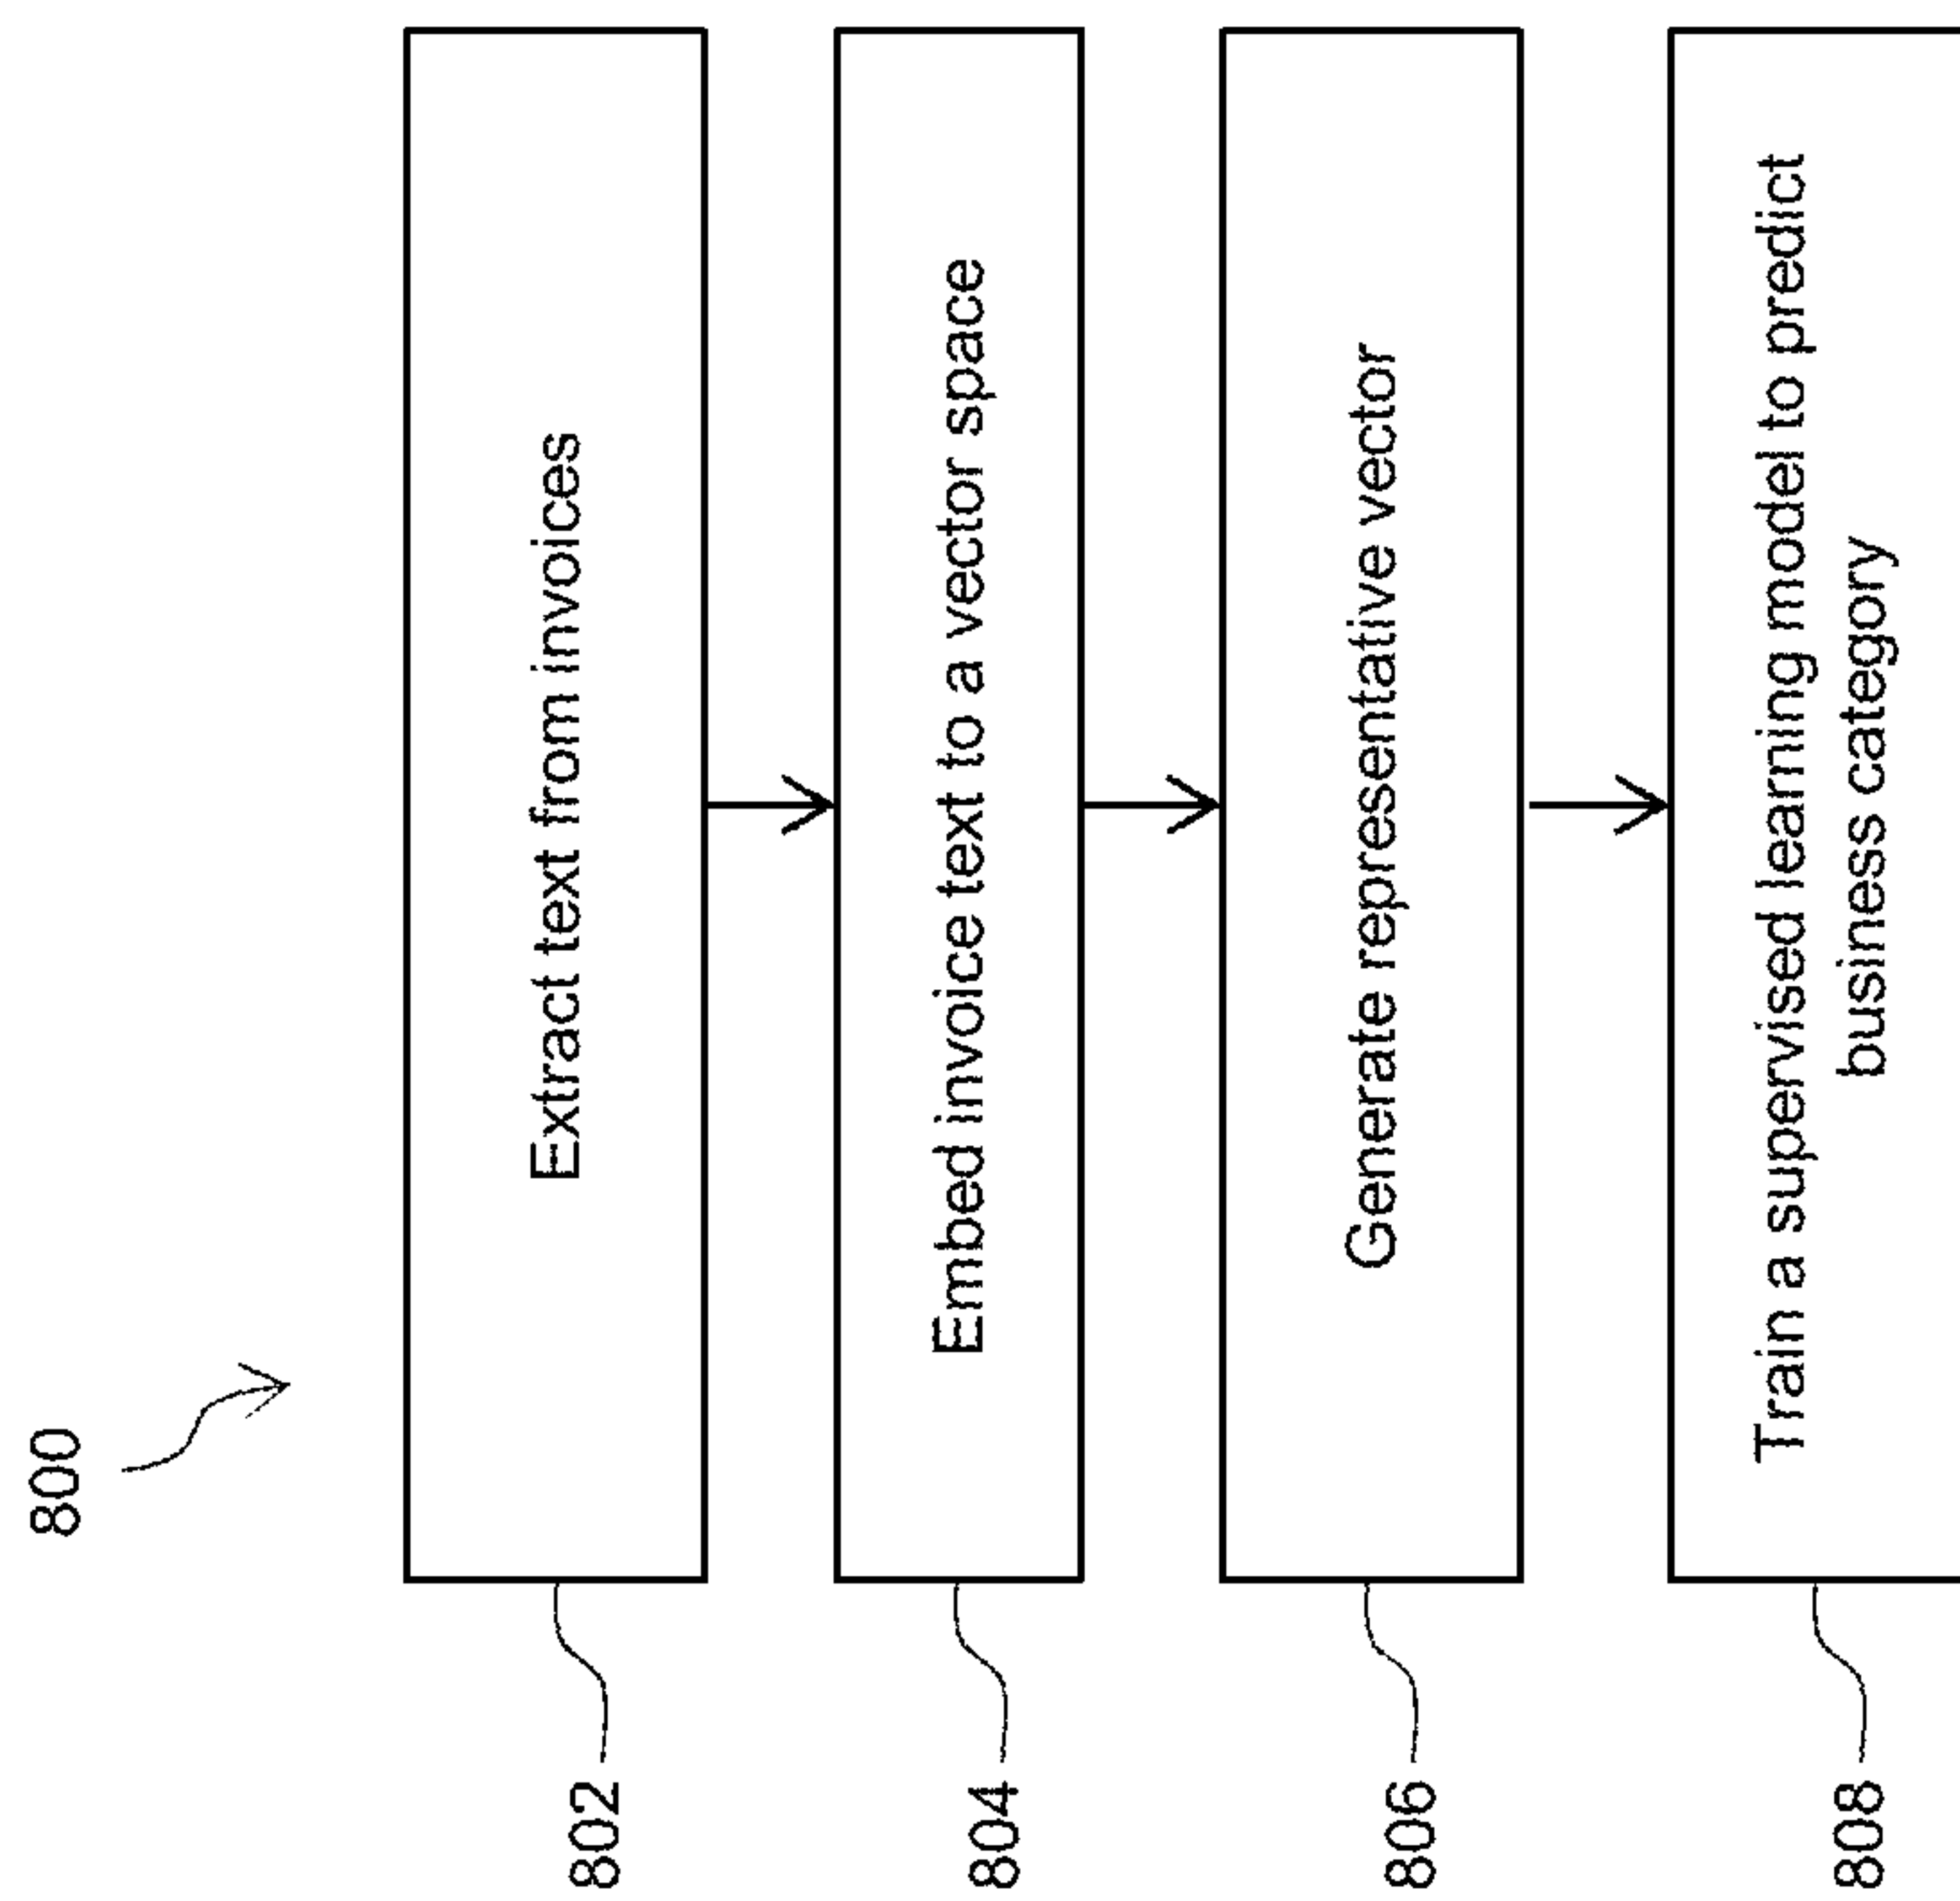 800
802
Extract text from invoices
804
Embed invoice text to a vector space
806
Generate representative vector
808
Train a supervised learning model to predict
business category